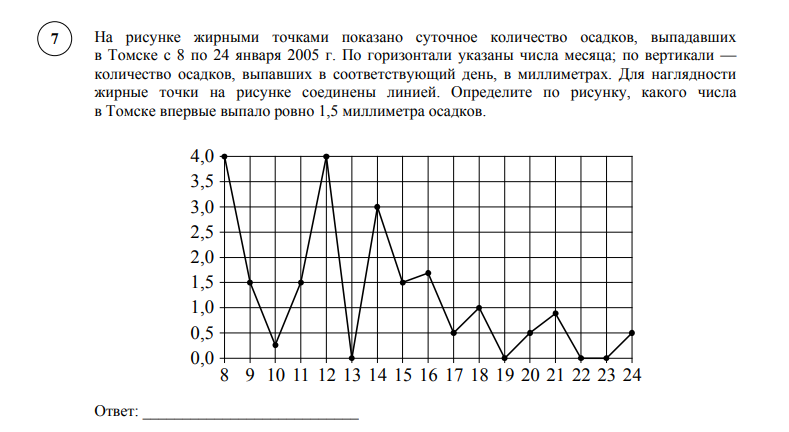 7
На рисунке жирными точками показано суточное количество осадков, выпадавших
в Томске с 8 по 24 января 2005 г. По горизонтали указаны числа месяца; по вертикали —
количество осадков, выпавших в соответствующий день, в миллиметрах. Для наглядности
жирные точки на рисунке соединены линией. Определите по рисунку, какого числа
в Томске впервые выпало ровно 1,5 миллиметра осадков.
4,0
3,5
3,0
2,5
2,0
1,5
1,0
0,5
0,0
8 9 10 11 12 13 14 15 16 17 18 19 20 21 22 23 24
Ответ: ___________________________